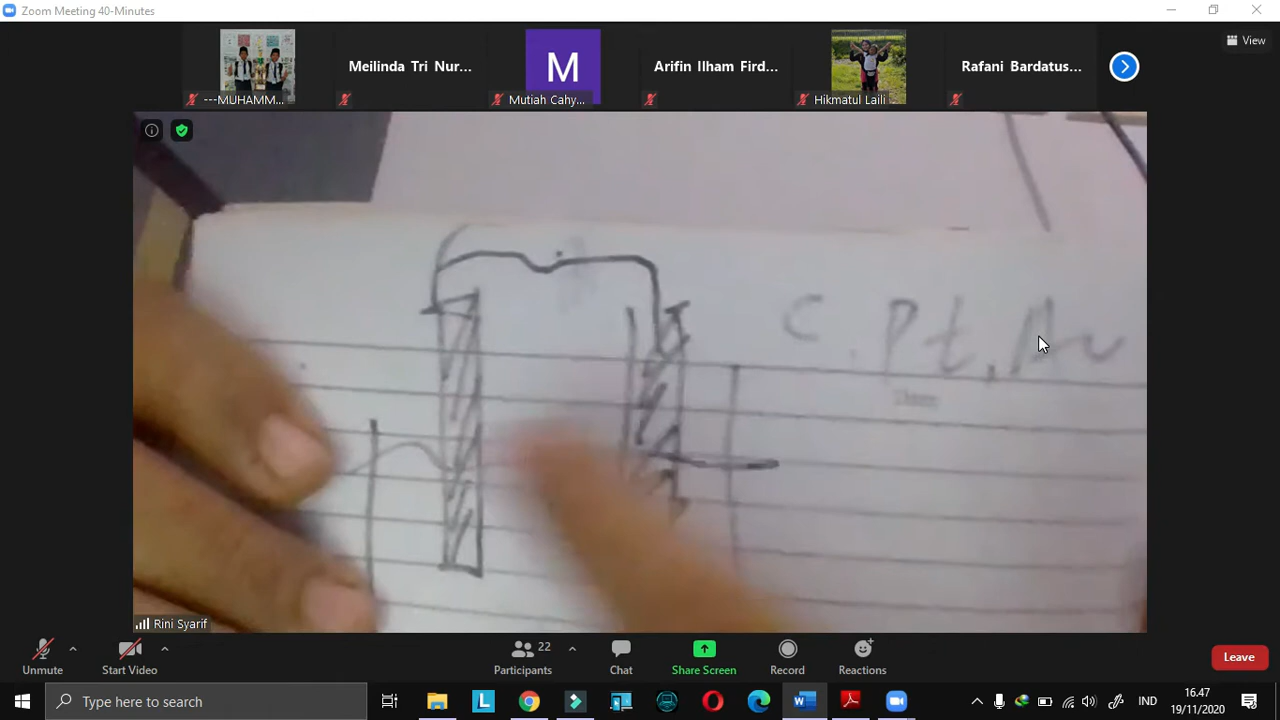 Zoom Meeting 40-Minutes
View
---MUHAMM...
Meilinda Tri Nur...
M
Mutiah Cahy...
Arifin Ilham Fird...
Hikmatul Laili
Rafani Bardatus...
C. Pt, Au
Rini Syarif
Unmute
Start Video
Participants
22
Chat
Share Screen
Record
Reactions
Leave
Type here to search
L
W
IND
16.47
19/11/2020